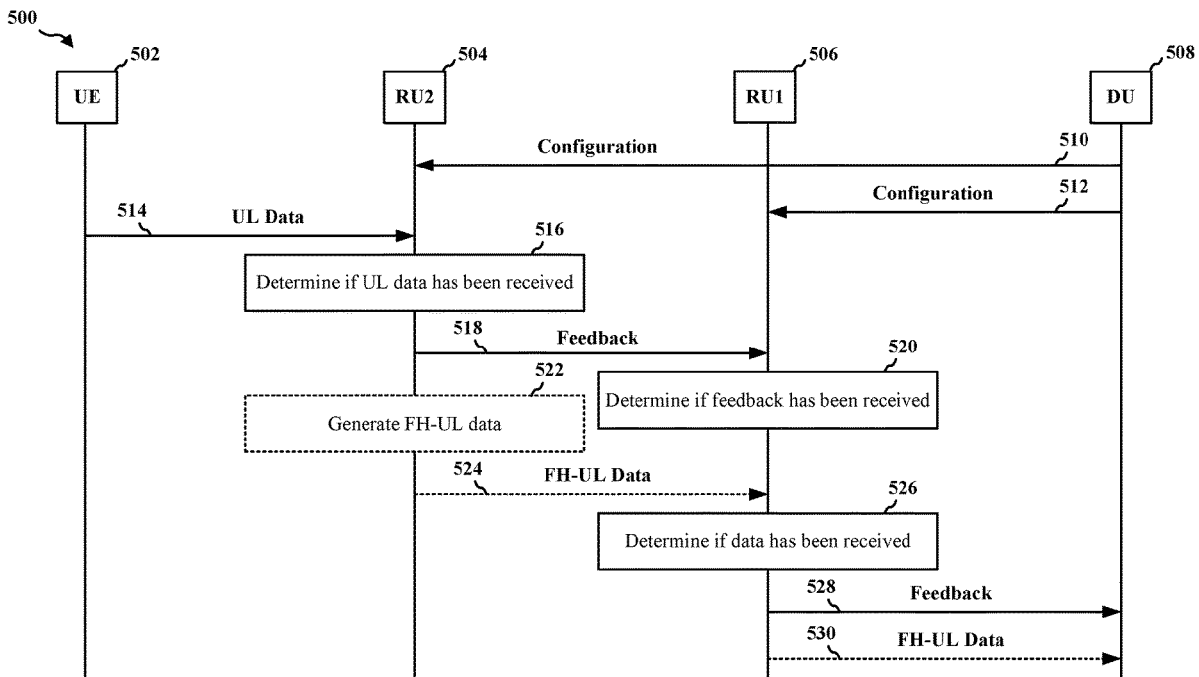 500
502
504
506
508
UE
RU2
RU1
DU
Configuration
510
Configuration
512
514
UL Data
516
Determine if UL data has been received
518
Feedback
520
Determine if feedback has been received
522
Generate FH-UL data
524
FH-UL Data
526
Determine if data has been received
528
Feedback
530
FH-UL Data